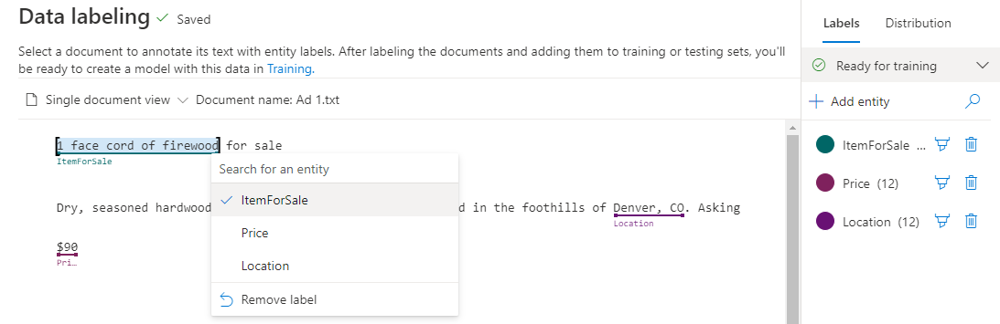 Data labeling Saved
Select a document to annotate its text with entity labels. After labeling the documents and adding them to training or testing sets, you'll
be ready to create a model with this data in Training.
Single document view Document name: Ad 1.txt
1 face cord of firewood for sale
ItemForSale
Search for an entity
ItemForSale
Dry, seasoned hardwood d in the foothills of Denver, CO. Asking
Location
Price
$90
Pri…
Location
Remove label
Labels Distribution
Ready for training
Add entity
ItemForSale ...
Price (12)
Location (12)